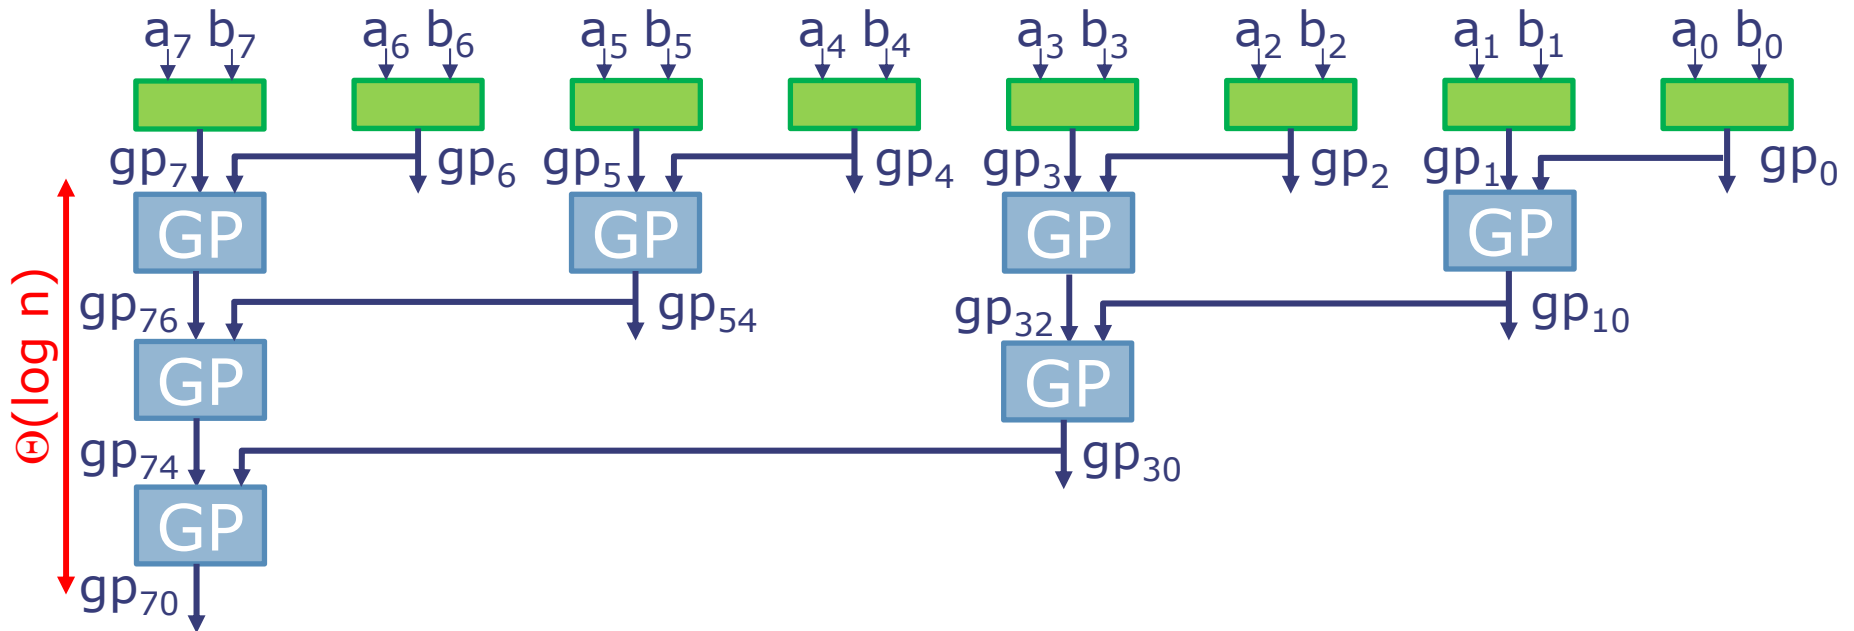 a₇ b₇ a₆ b₆ a₅ b₅ a₄ b₄ a₃ b₃ a₂ b₂ a₁ b₁ a₀ b₀
gp₇ gp₆ gp₅ gp₄ gp₃ gp₂ gp₁ gp₀
GP GP GP GP
gp₇₆ gp₅₄ gp₃₂ gp₁₀
GP GP
gp₇₄ gp₃₀
GP
gp₇₀
Θ(log n)